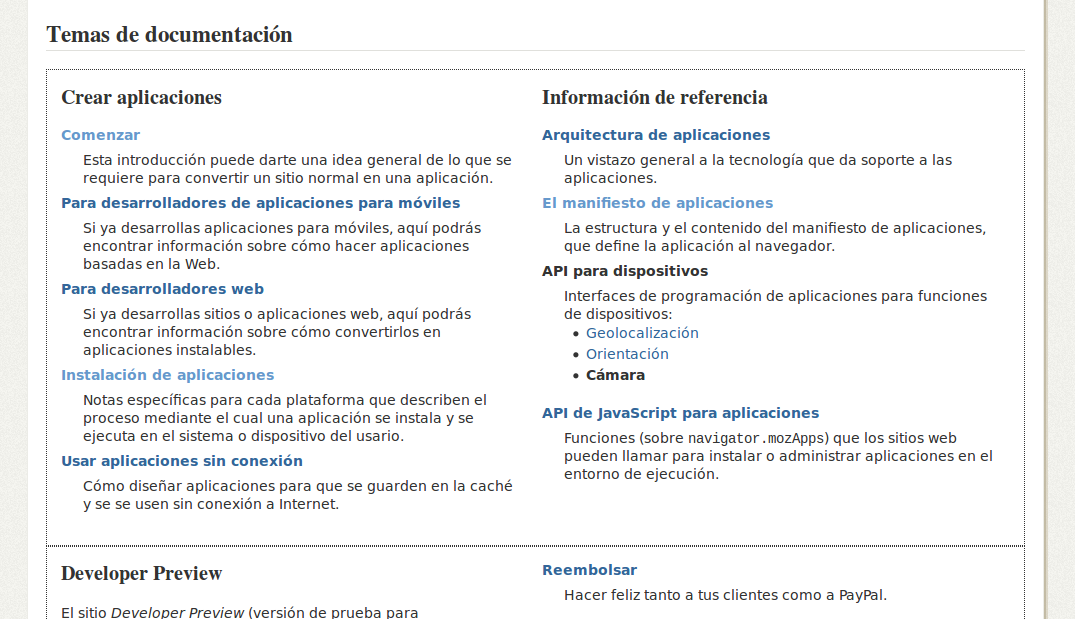 Temas de documentación
Crear aplicaciones
Comenzar
Esta introducción puede darte una idea general de lo que se
requiere para convertir un sitio normal en una aplicación.
Para desarrolladores de aplicaciones para móviles
Si ya desarrollas aplicaciones para móviles, aquí podrás
encontrar información sobre cómo hacer aplicaciones
basadas en la Web.
Para desarrolladores web
Si ya desarrollas sitios o aplicaciones web, aquí podrás
encontrar información sobre cómo convertirlos en
aplicaciones instalables.
Instalación de aplicaciones
Notas específicas para cada plataforma que describen el
proceso mediante el cual una aplicación se instala y se
ejecuta en el sistema o dispositivo del usario.
Usar aplicaciones sin conexión
Cómo diseñar aplicaciones para que se guarden en la caché
y se se usen sin conexión a Internet.
Información de referencia
Arquitectura de aplicaciones
Un vistazo general a la tecnología que da soporte a las
aplicaciones.
El manifiesto de aplicaciones
La estructura y el contenido del manifiesto de aplicaciones,
que define la aplicación al navegador.
API para dispositivos
Interfaces de programación de aplicaciones para funciones
de dispositivos:
• Geolocalización
• Orientación
• Cámara
API de JavaScript para aplicaciones
Funciones (sobre navigator.mozApps) que los sitios web
pueden llamar para instalar o administrar aplicaciones en el
entorno de ejecución.
Developer Preview
El sitio Developer Preview (versión de prueba para
Reembolsar
Hacer feliz tanto a tus clientes como a PayPal.